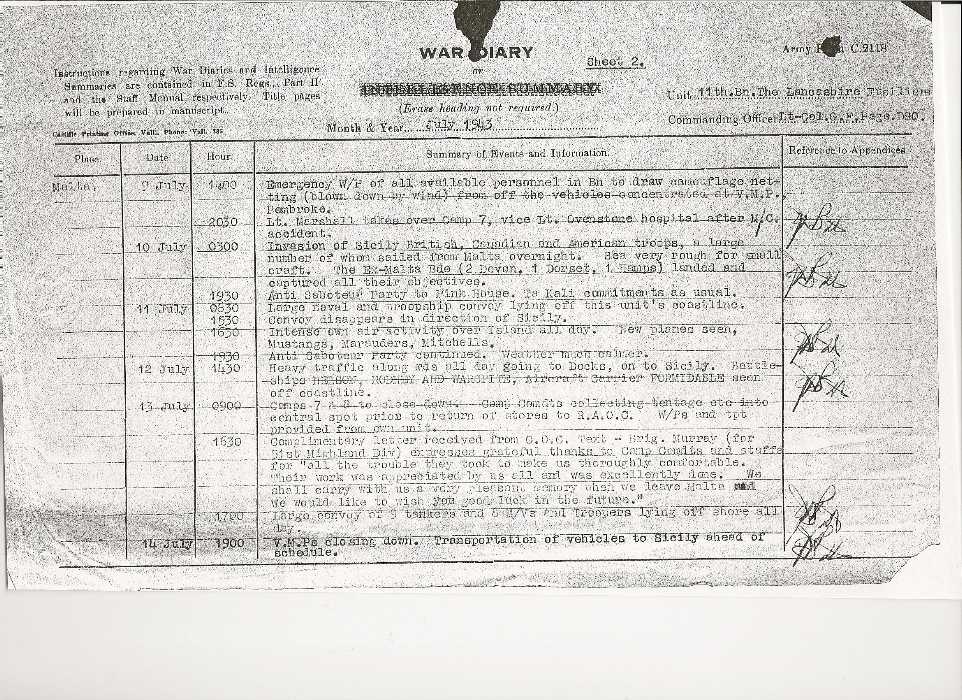 WAR DIARY
or
INTELLIGENCE SUMMARY
(Erase heading not required.)
Sheet 2.
Army C. 2118
Instructions regarding War Diaries and Intelligence
Summaries are contained in F.S. Regs., Part II
and the Staff Manual respectively. Title pages
will be prepared in manuscript.
Month & Year July 1943
Unit 11th.Bn.The Lancashire Fusiliers
Commanding Officer Lt-Col.G.F.Page.DSO.
Place Date Hour Summary of Events and Information. Reference to Appendices
Malta. 9 July 1400 Emergency W/P of all available personnel in Bn to draw camouflage net-
ting (blown down by wind) from off the vehicles concentrated at V.M.P.,
Pembroke.
2030 Lt. Marshall takes over Camp 7, vice Lt. Ovenstone hospital after M/C.
accident.
10 July 0300 Invasion of Sicily British, Canadian and American troops, a large
number of whom sailed from Malta overnight. Sea very rough for small
craft. The Ex-Malta Bde (2 Devon, 1 Dorset, 1 Hamps) landed and
captured all their objectives.
1930 Anti Saboteur Party to Pink House. Ta Kali commitments as usual.
11 July 0830 Large Naval and troopship convoy lying off this unit's coastline.
1530 Convoy disappears in direction of Sicily.
1630 Intense own air activity over Island all day. New planes seen,
Mustangs, Marauders, Mitchells.
1930 Anti Saboteur Party continued. Weather much calmer.
12 July 1430 Heavy traffic along rds all day going to Docks, on to Sicily. Battle-
ships NELSON, RODNEY AND WARSPITE, Aircraft Carrier FORMIDABLE seen
off coastline.
13 July 0900 Camps 7 & 8 to close down. Camp Comdts collecting tentage etc into
central spot prior to return of stores to R.A.O.C. W/Ps and tpt
provided from own unit.
1630 Complimentary letter received from G.O.C. Text - Brig. Murray (for
51st Highland Div) expresses grateful thanks to Camp Comdts and staffs
for "all the trouble they took to make us thoroughly comfortable.
Their work was appreciated by us all and was excellently done. We
shall carry with us a very pleasant memory when we leave Malta and
we would like to wish you good luck in the future."
1700 Large convoy of 9 tankers and 8 M/Vs and Troopers lying off shore all
day.
14 July 1900 V.M.Ps closing down. Transportation of vehicles to Sicily ahead of
schedule.